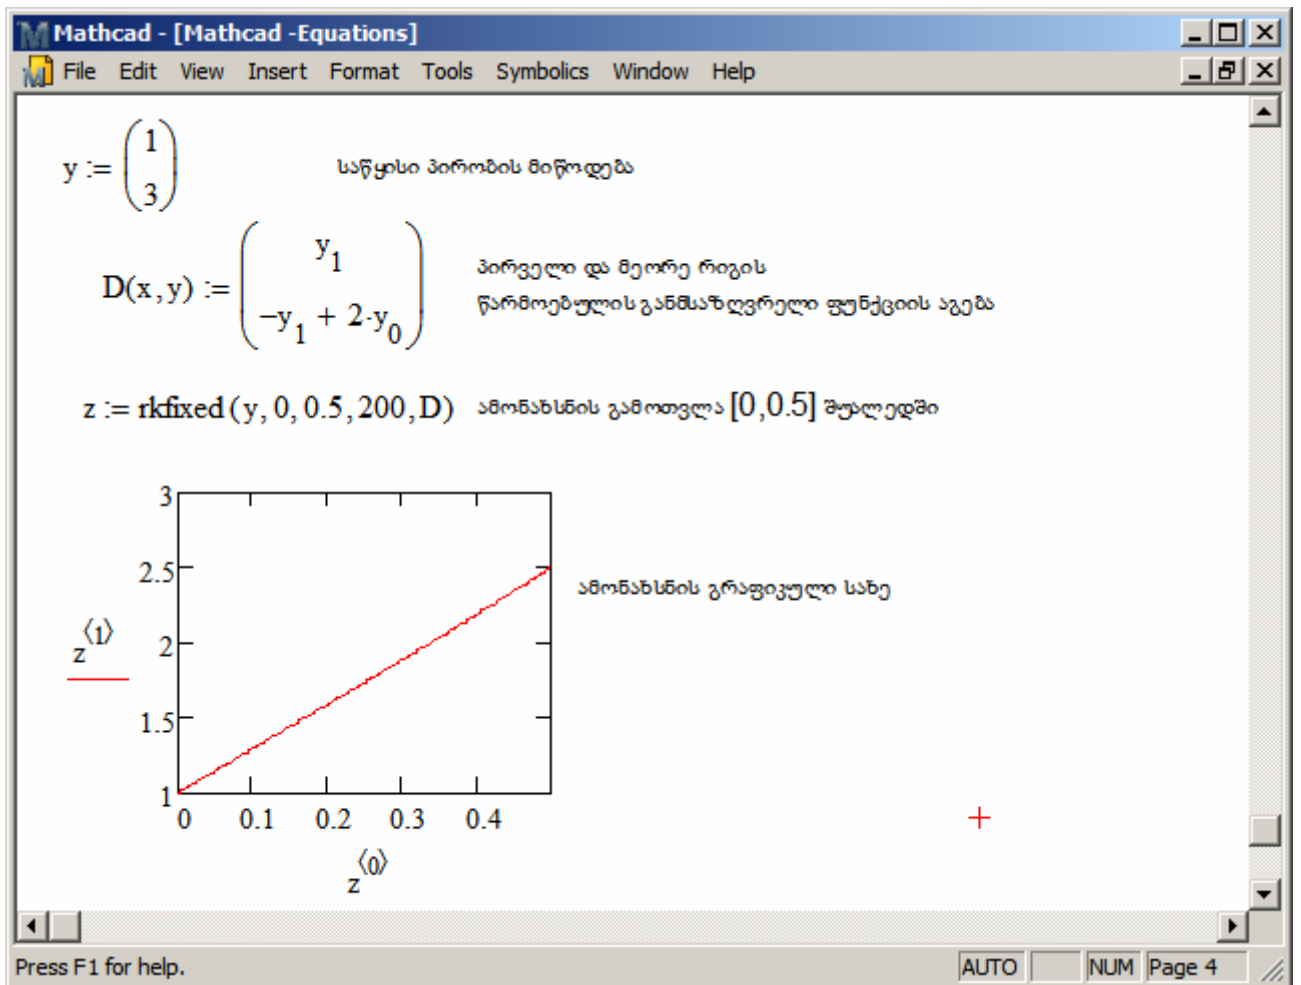 Mathcad - [Mathcad -Equations]
File Edit View Insert Format Tools Symbolics Window Help
y := (1
3)
საწყისი პირობის მიწოდება
D(x,y) := (y₁
−y₁ + 2·y₀)
პირველი და მეორე რიგის
წარმოებულის განმსაზღვრელი ფუნქციის აგება
z := rkfixed(y, 0, 0.5, 200, D)
ამონახსნის გამოთვლა [0,0.5] შუალედში
3
2.5
2
1.5
1
z⟨1⟩
0 0.1 0.2 0.3 0.4
z⟨0⟩
ამონახსნის გრაფიკული სახე
Press F1 for help.
AUTO NUM Page 4